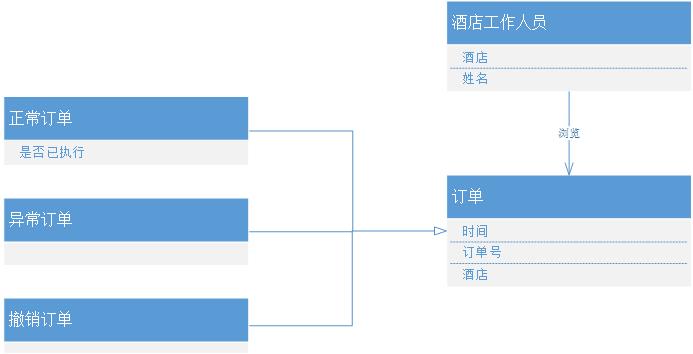 酒店工作人员
酒店
姓名
浏览
正常订单
是否已执行
异常订单
撤销订单
订单
时间
订单号
酒店